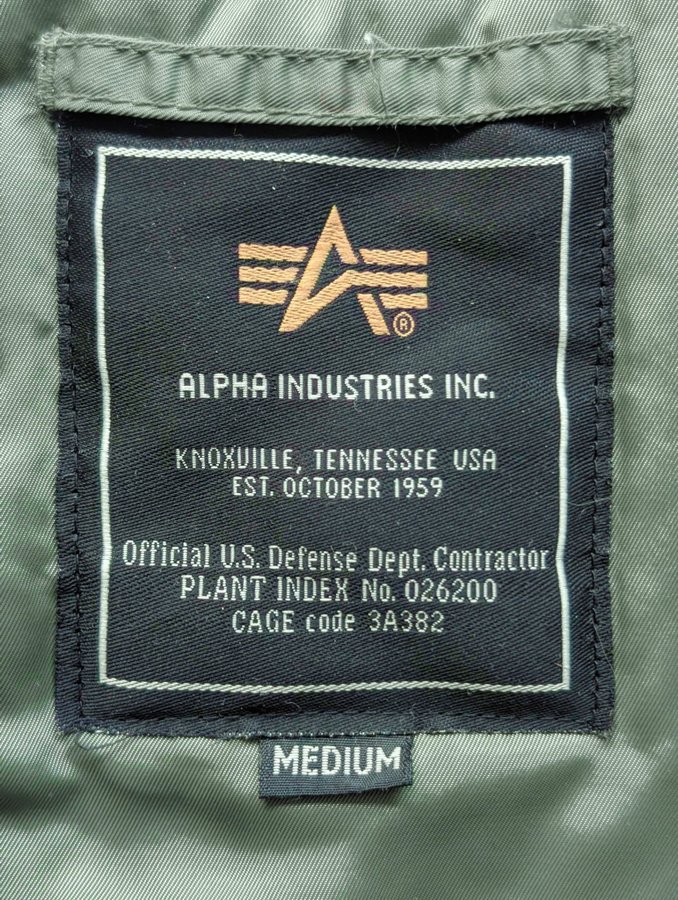 ®
ALPHA INDUSTRIES INC.
KNOXVILLE, TENNESSEE USA
EST. OCTOBER 1959
Official U.S. Defense Dept. Contractor
PLANT INDEX No. 026200
CAGE code 3A382
MEDIUM